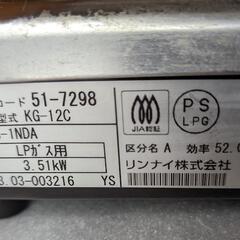 コード 51-7298
型式 KG-12C
-1NDA
LPガス用
3.51kW
3.03-003216 YS
JIA認証
PS
LPG
区分名 A 効率 52.0
リンナイ株式会社